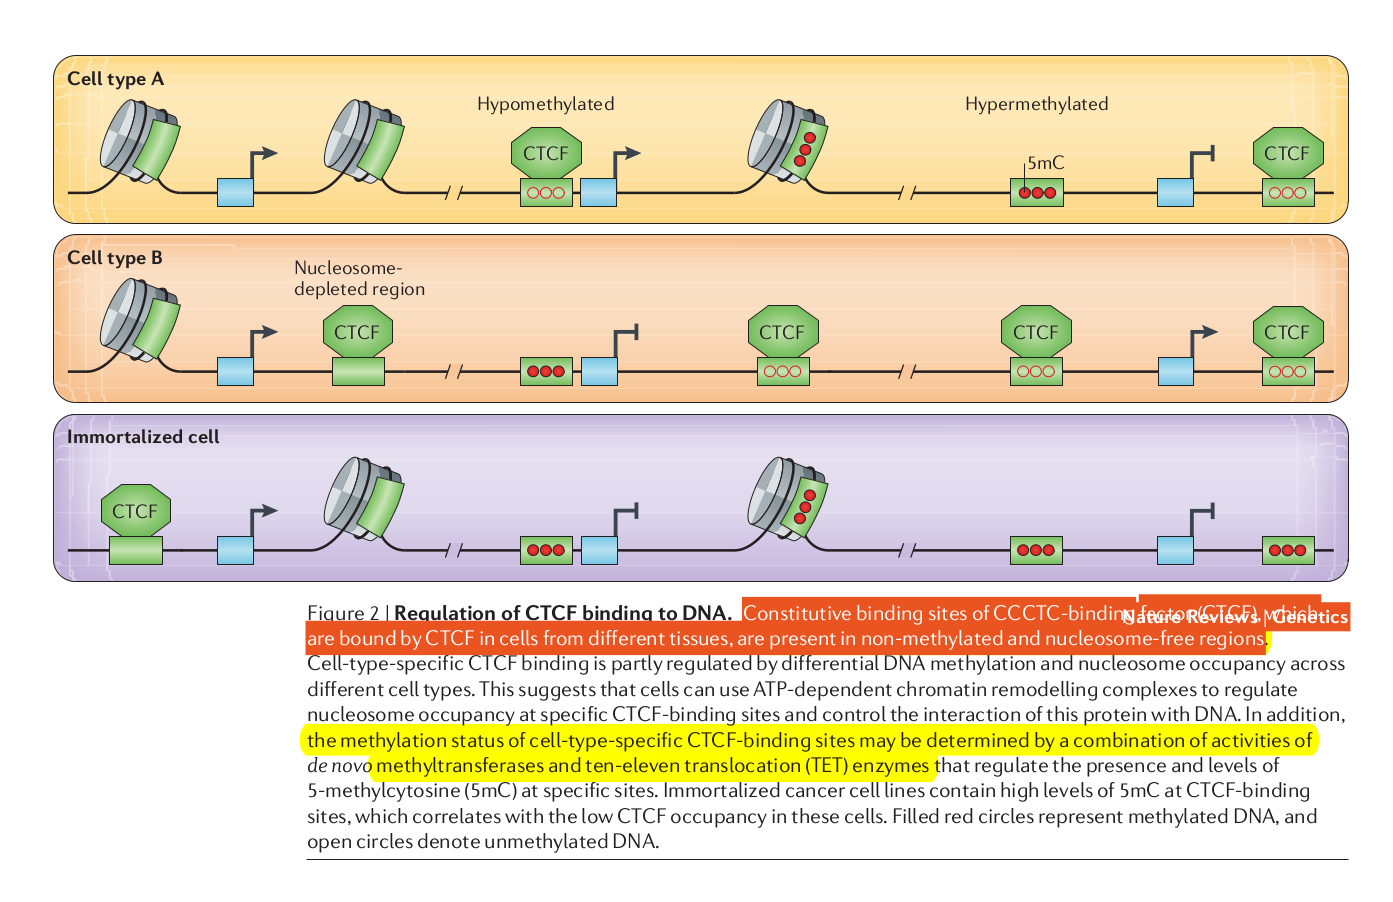 Cell type A
Hypomethylated
Hypermethylated
CTCF
CTCF
5mC
Cell type B
Nucleosome-
depleted region
CTCF
CTCF
CTCF
CTCF
Immortalized cell
CTCF
Figure 2 | Regulation of CTCF binding to DNA. Constitutive binding sites of CCCTC-binding factor (CTCF), which
Nature Reviews | Genetics
are bound by CTCF in cells from different tissues, are present in non-methylated and nucleosome-free regions.
Cell-type-specific CTCF binding is partly regulated by differential DNA methylation and nucleosome occupancy across
different cell types. This suggests that cells can use ATP-dependent chromatin remodelling complexes to regulate
nucleosome occupancy at specific CTCF-binding sites and control the interaction of this protein with DNA. In addition,
the methylation status of cell-type-specific CTCF-binding sites may be determined by a combination of activities of
de novo methyltransferases and ten-eleven translocation (TET) enzymes that regulate the presence and levels of
5-methylcytosine (5mC) at specific sites. Immortalized cancer cell lines contain high levels of 5mC at CTCF-binding
sites, which correlates with the low CTCF occupancy in these cells. Filled red circles represent methylated DNA, and
open circles denote unmethylated DNA.